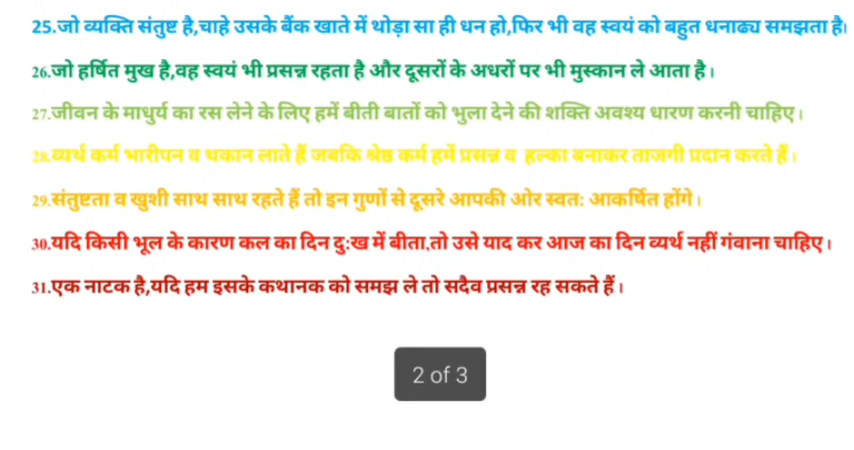 25.जो व्यक्ति संतुष्ट है,चाहे उसके बैंक खाते में थोड़ा सा ही धन हो,फिर भी वह स्वयं को बहुत धनाढ्य समझता है।
26.जो हर्षित मुख है,वह स्वयं भी प्रसन्न रहता है और दूसरों के अधरों पर भी मुस्कान ले आता है।
27.जीवन के माधुर्य का रस लेने के लिए हमें बीती बातों को भुला देने की शक्ति अवश्य धारण करनी चाहिए।
28.व्यर्थ कर्म भारीपन व थकान लाते हैं जबकि श्रेष्ठ कर्म हमें प्रसन्न व हल्का बनाकर ताजगी प्रदान करते हैं।
29.संतुष्टता व खुशी साथ साथ रहते हैं तो इन गुणों से दूसरे आपकी ओर स्वतः आकर्षित होंगे।
30.यदि किसी भूल के कारण कल का दिन दुःख में बीता,तो उसे याद कर आज का दिन व्यर्थ नहीं गंवाना चाहिए।
31.एक नाटक है,यदि हम इसके कथानक को समझ ले तो सदैव प्रसन्न रह सकते हैं।
2 of 3